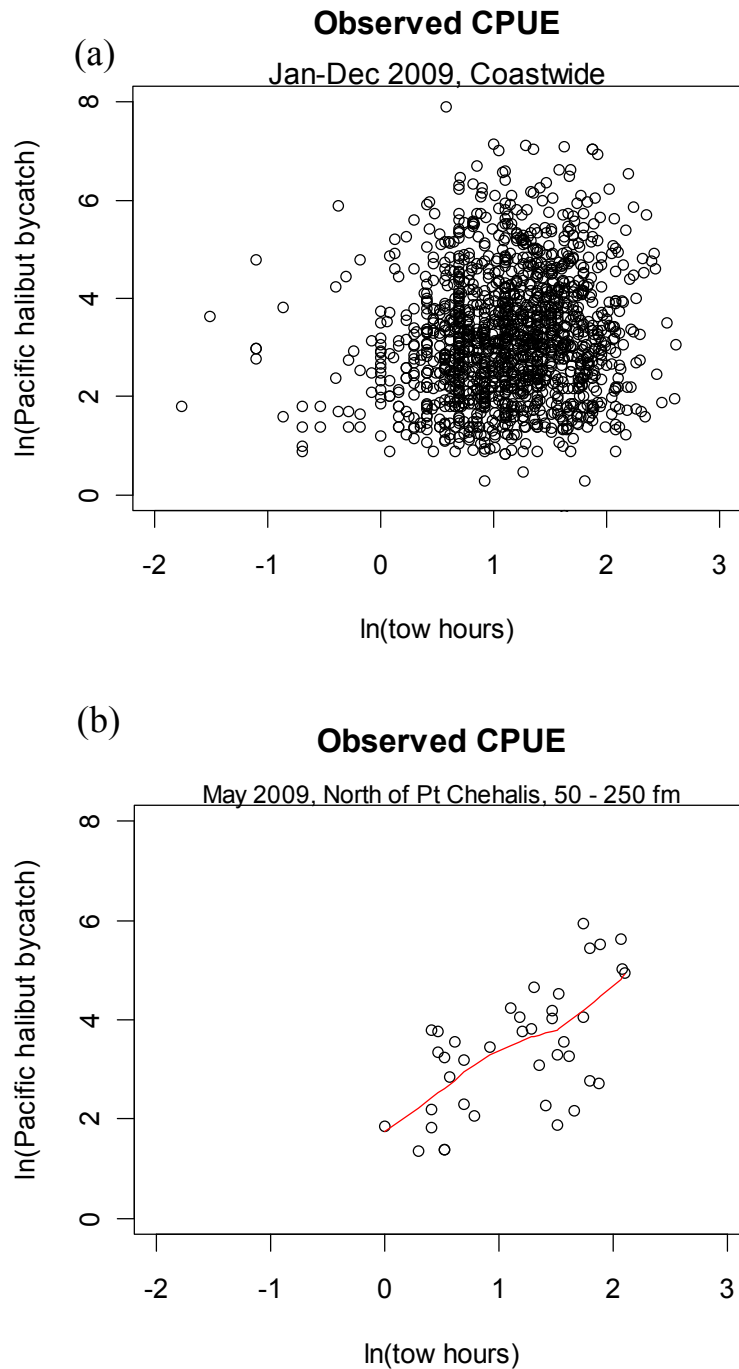 (a)
Observed CPUE
Jan-Dec 2009, Coastwide
ln(Pacific halibut bycatch)
8
6
4
2
0
-2 -1 0 1 2 3
ln(tow hours)
(b)
Observed CPUE
May 2009, North of Pt Chehalis, 50 - 250 fm
ln(Pacific halibut bycatch)
8
6
4
2
0
-2 -1 0 1 2 3
ln(tow hours)